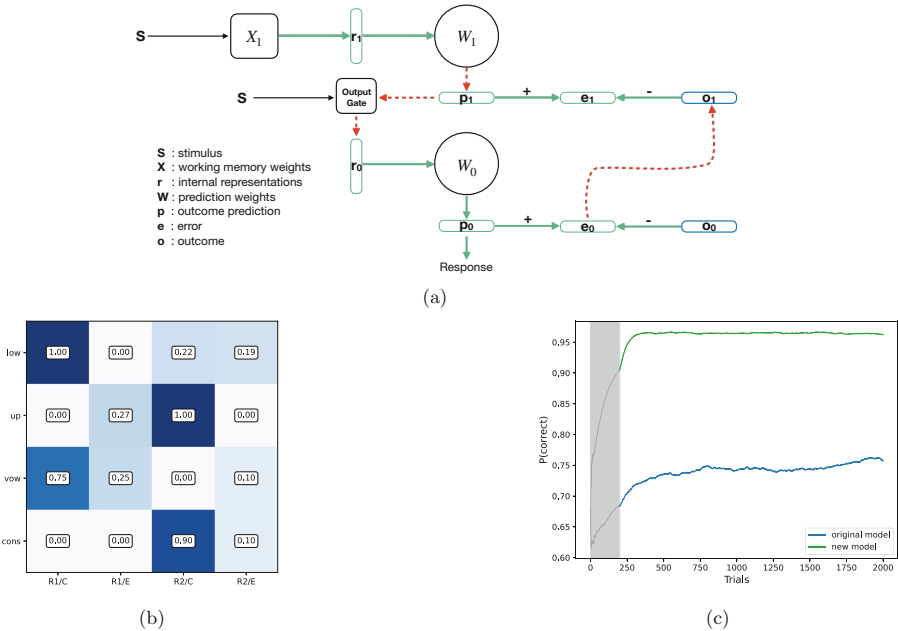 S
X1
r1
W1
S
Output
Gate
p1
+
e1
-
o1
r0
W0
S : stimulus
X : working memory weights
r : internal representations
W : prediction weights
p : outcome prediction
e : error
o : outcome
p0
+
e0
-
o0
Response
(a)
low
1.00
0.00
0.22
0.19
up
0.00
0.27
1.00
0.00
vow
0.75
0.25
0.00
0.10
cons
0.00
0.00
0.90
0.10
R1/C
R1/E
R2/C
R2/E
(b)
P(correct)
0,95
0,90
0,85
0,80
0,75
0,70
0,65
0,60
original model
new model
0
250
500
750
1000
1250
1500
1750
2000
Trials
(c)